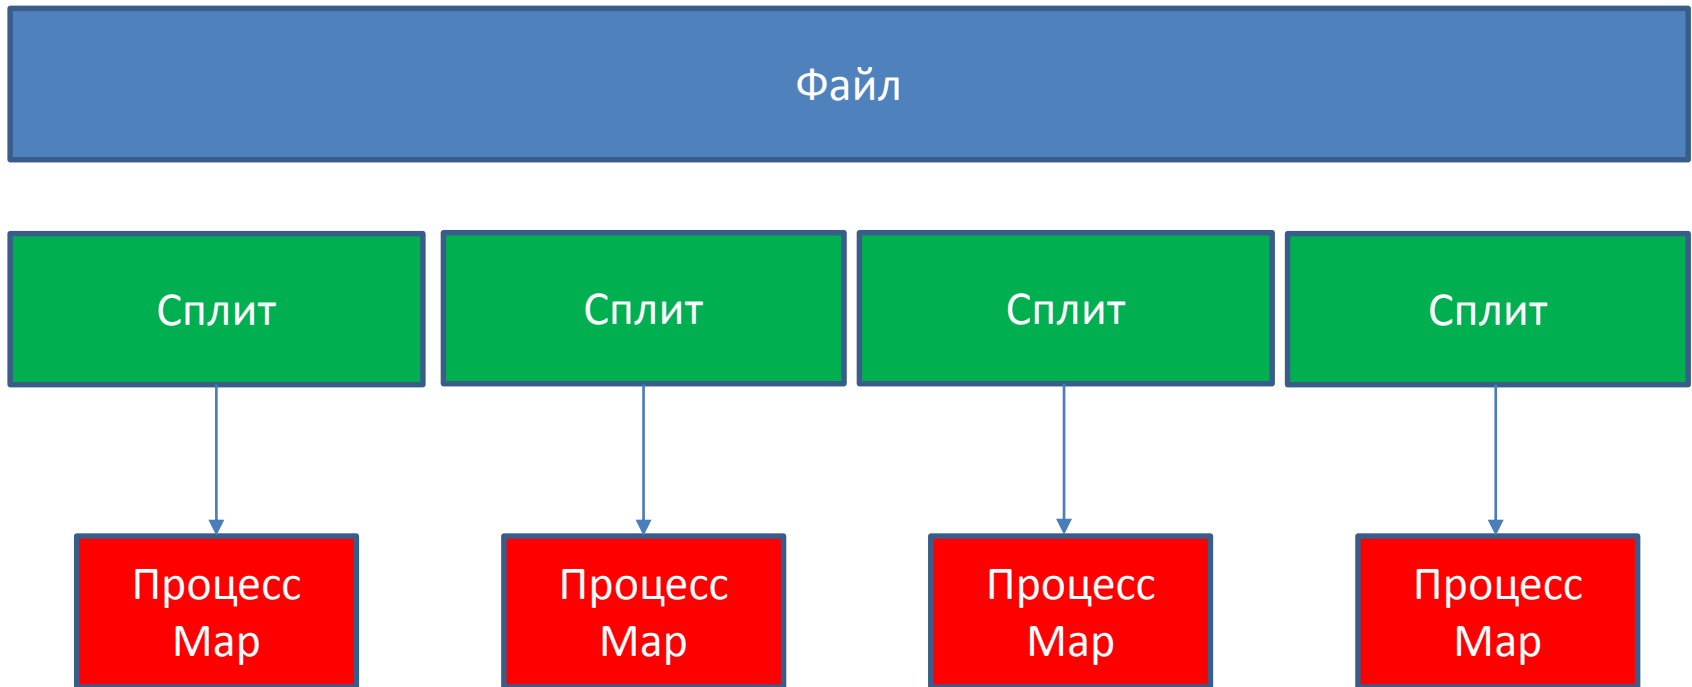 Файл
Сплит
Сплит
Сплит
Сплит
Процесс
Map
Процесс
Map
Процесс
Map
Процесс
Map